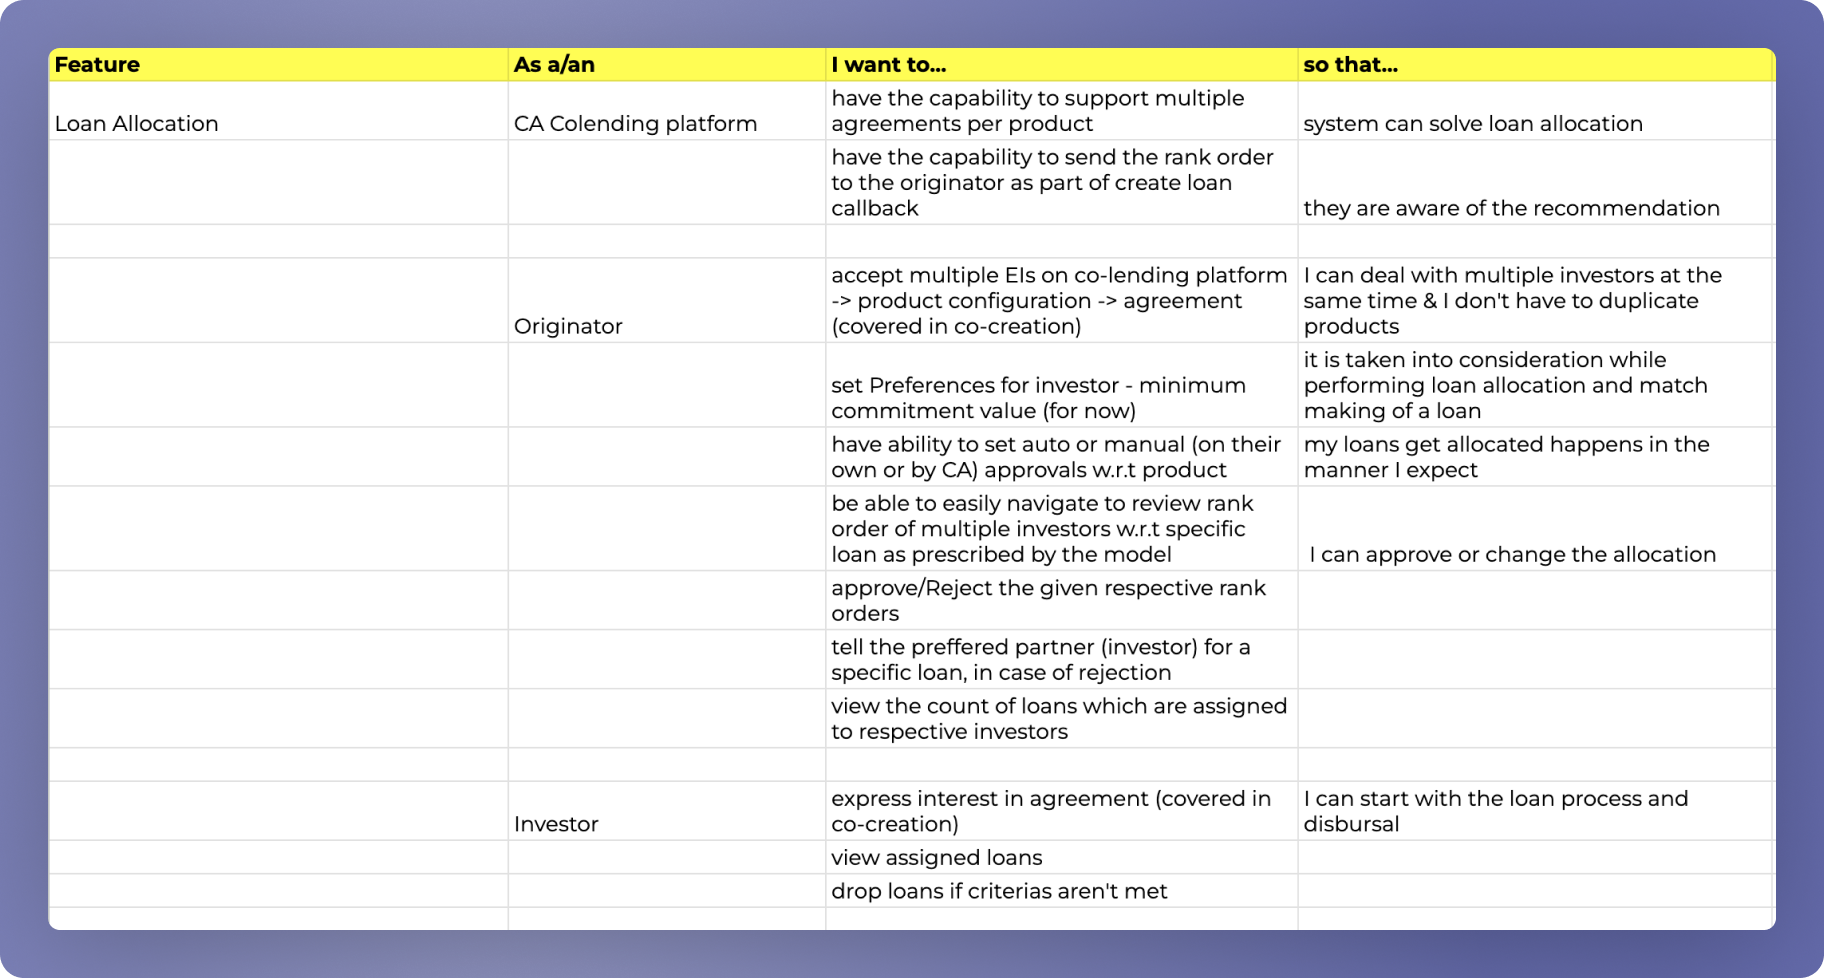 Feature As a/an I want to... so that...
have the capability to support multiple
Loan Allocation CA Colending platform agreements per product system can solve loan allocation
have the capability to send the rank order
to the originator as part of create loan
callback they are aware of the recommendation
accept multiple EIs on co-lending platform I can deal with multiple investors at the
-> product configuration -> agreement same time & I don't have to duplicate
Originator (covered in co-creation) products
it is taken into consideration while
set Preferences for investor - minimum performing loan allocation and match
commitment value (for now) making of a loan
have ability to set auto or manual (on their my loans get allocated happens in the
own or by CA) approvals w.r.t product manner I expect
be able to easily navigate to review rank
order of multiple investors w.r.t specific
loan as prescribed by the model I can approve or change the allocation
approve/Reject the given respective rank
orders
tell the preffered partner (investor) for a
specific loan, in case of rejection
view the count of loans which are assigned
to respective investors
express interest in agreement (covered in I can start with the loan process and
Investor co-creation) disbursal
view assigned loans
drop loans if criterias aren't met